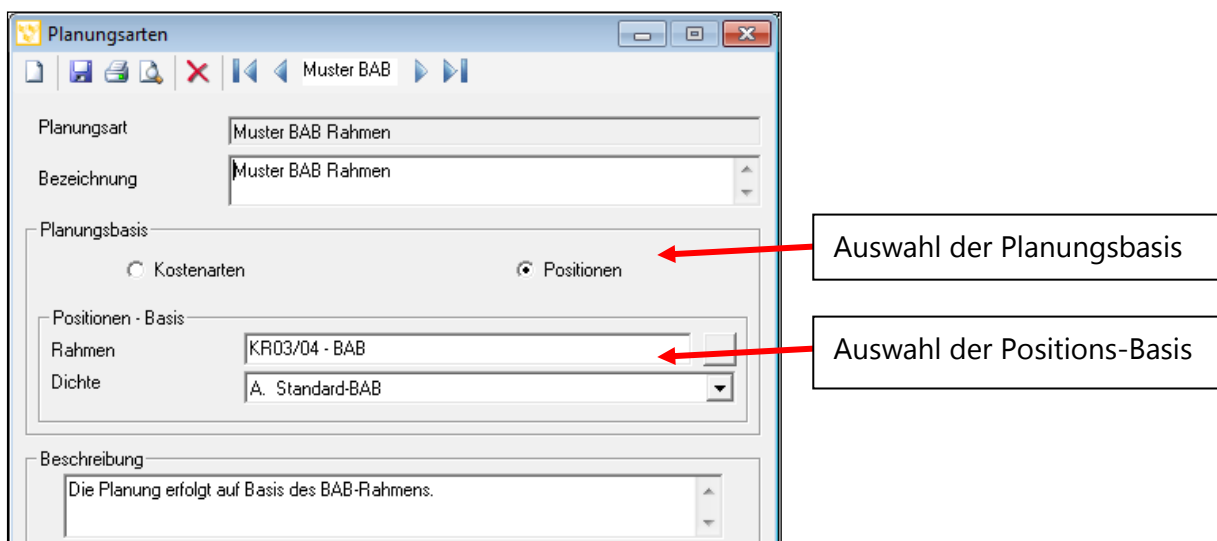 Planungsarten
Muster BAB
Planungsart
Muster BAB Rahmen
Bezeichnung
Muster BAB Rahmen
Planungsbasis
Kostenarten
Positionen
Auswahl der Planungsbasis
Positionen - Basis
Rahmen
KR03/04 - BAB
Auswahl der Positions-Basis
Dichte
A. Standard-BAB
Beschreibung
Die Planung erfolgt auf Basis des BAB-Rahmens.